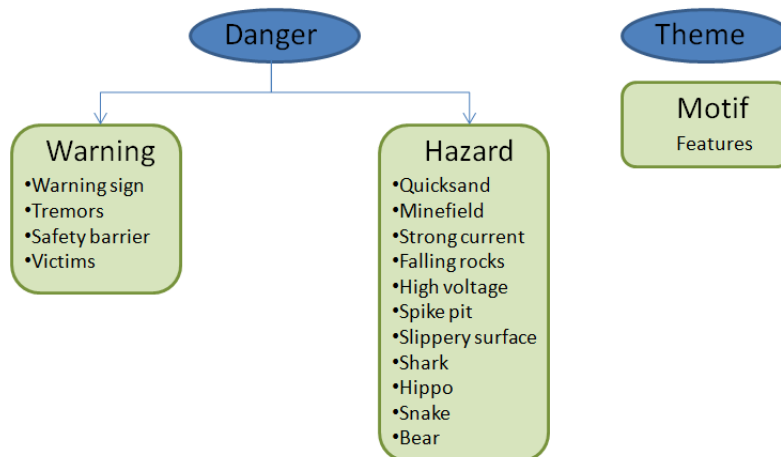 Danger
Theme
Motif
Features
Warning
•Warning sign
•Tremors
•Safety barrier
•Victims
Hazard
•Quicksand
•Minefield
•Strong current
•Falling rocks
•High voltage
•Spike pit
•Slippery surface
•Shark
•Hippo
•Snake
•Bear